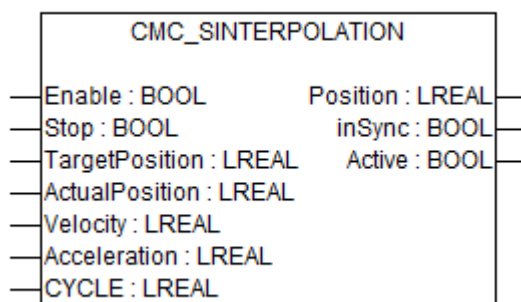 CMC_SINTERPOLATION
Enable : BOOL Position : LREAL
Stop : BOOL inSync : BOOL
TargetPosition : LREAL Active : BOOL
ActualPosition : LREAL
Velocity : LREAL
Acceleration : LREAL
CYCLE : LREAL